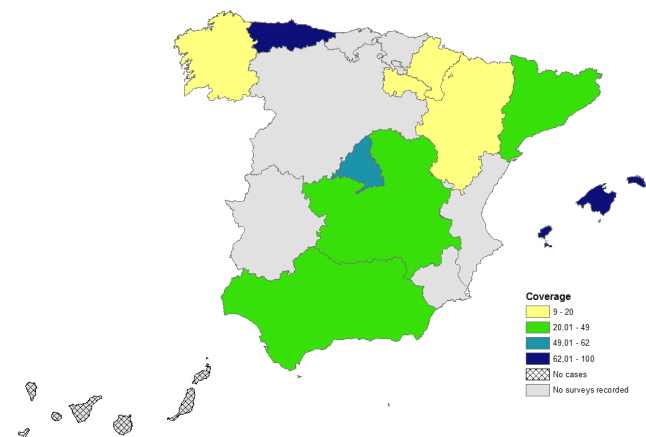 Coverage
9 - 20
20,01 - 49
49,01 - 62
62,01 - 100
No cases
No surveys recorded